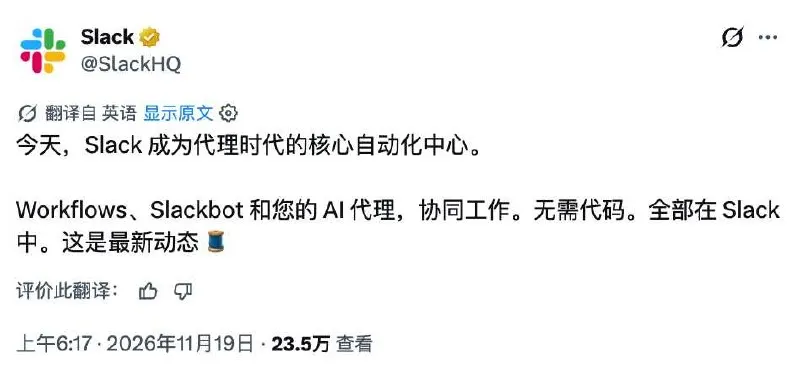 Slack
@SlackHQ
翻译自 英语 显示原文
今天，Slack 成为代理时代的核心自动化中心。
Workflows、Slackbot 和您的 AI 代理，协同工作。无需代码。全部在 Slack
中。这是最新动态 🧵
评价此翻译：
上午6:17 · 2026年11月19日 · 23.5万 查看